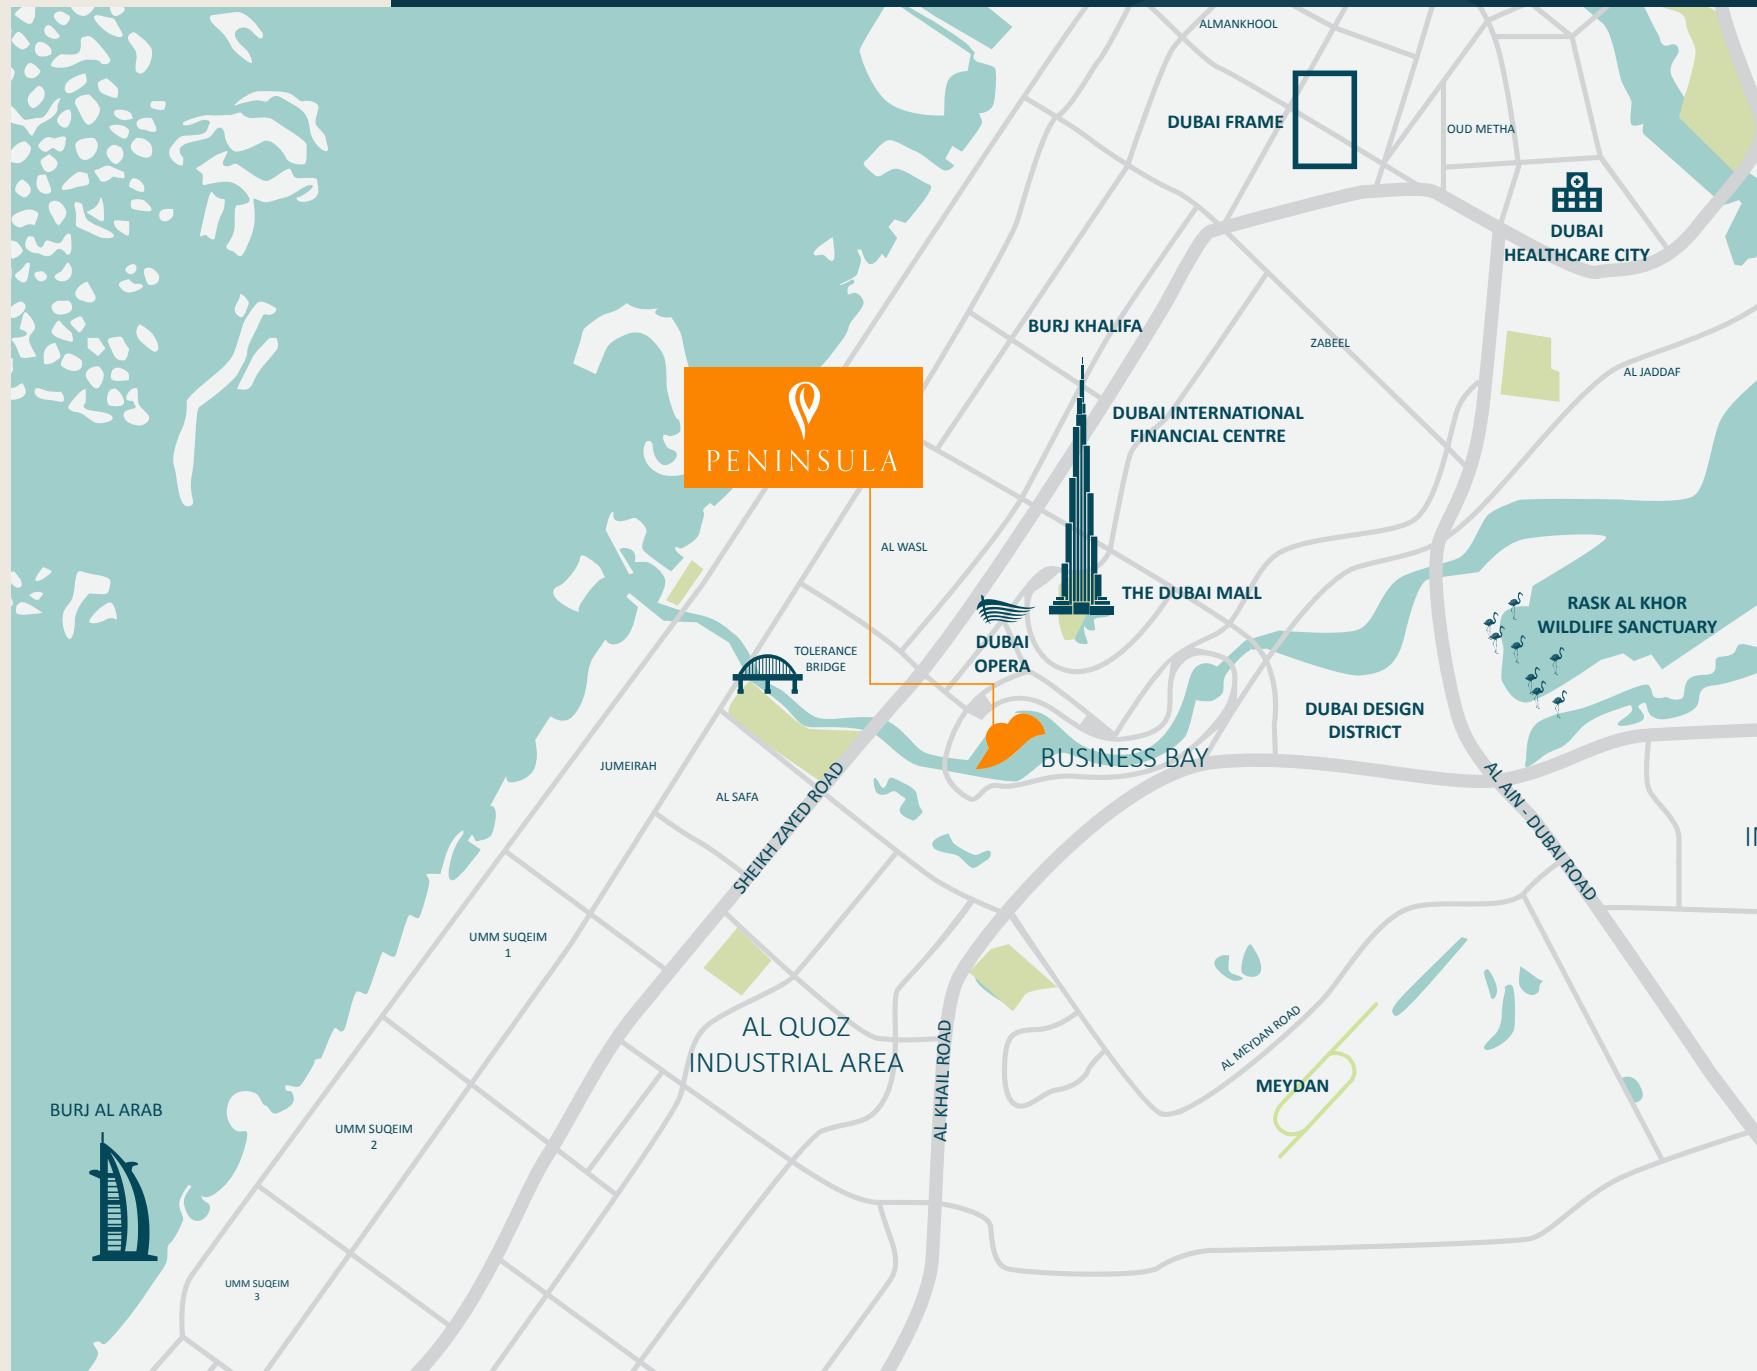 ALMANKHOOL
DUBAI FRAME
OUD METHA
DUBAI
HEALTHCARE CITY
BURJ KHALIFA
ZABEEL
AL JADDAF
PENINSULA
DUBAI INTERNATIONAL
FINANCIAL CENTRE
AL WASL
THE DUBAI MALL
RASK AL KHOR
WILDLIFE SANCTUARY
DUBAI
OPERA
TOLERANCE
BRIDGE
DUBAI DESIGN
DISTRICT
BUSINESS BAY
JUMEIRAH
AL SAFA
SHEIKH ZAYED ROAD
AL AIN - DUBAI ROAD
IN
UMM SUQEIM
1
AL QUOZ
INDUSTRIAL AREA
AL KHAIL ROAD
AL MEYDAN ROAD
MEYDAN
BURJ AL ARAB
UMM SUQEIM
2
UMM SUQEIM
3